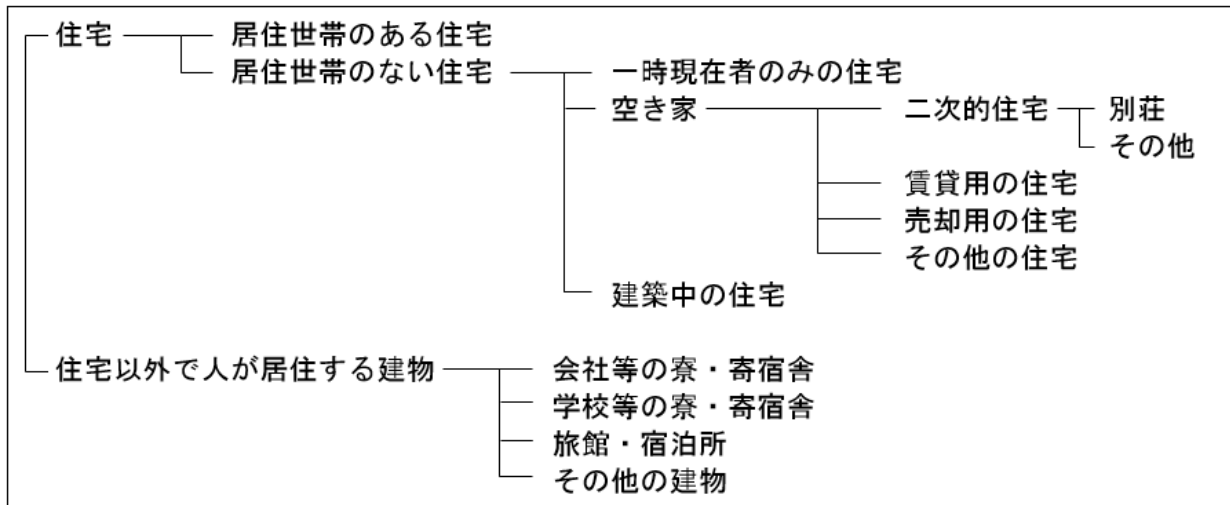 住宅 居住世帯のある住宅
居住世帯のない住宅 一時現在者のみの住宅
空き家 二次的住宅 別荘
その他
賃貸用の住宅
売却用の住宅
その他の住宅
建築中の住宅
住宅以外で人が居住する建物 会社等の寮・寄宿舎
学校等の寮・寄宿舎
旅館・宿泊所
その他の建物